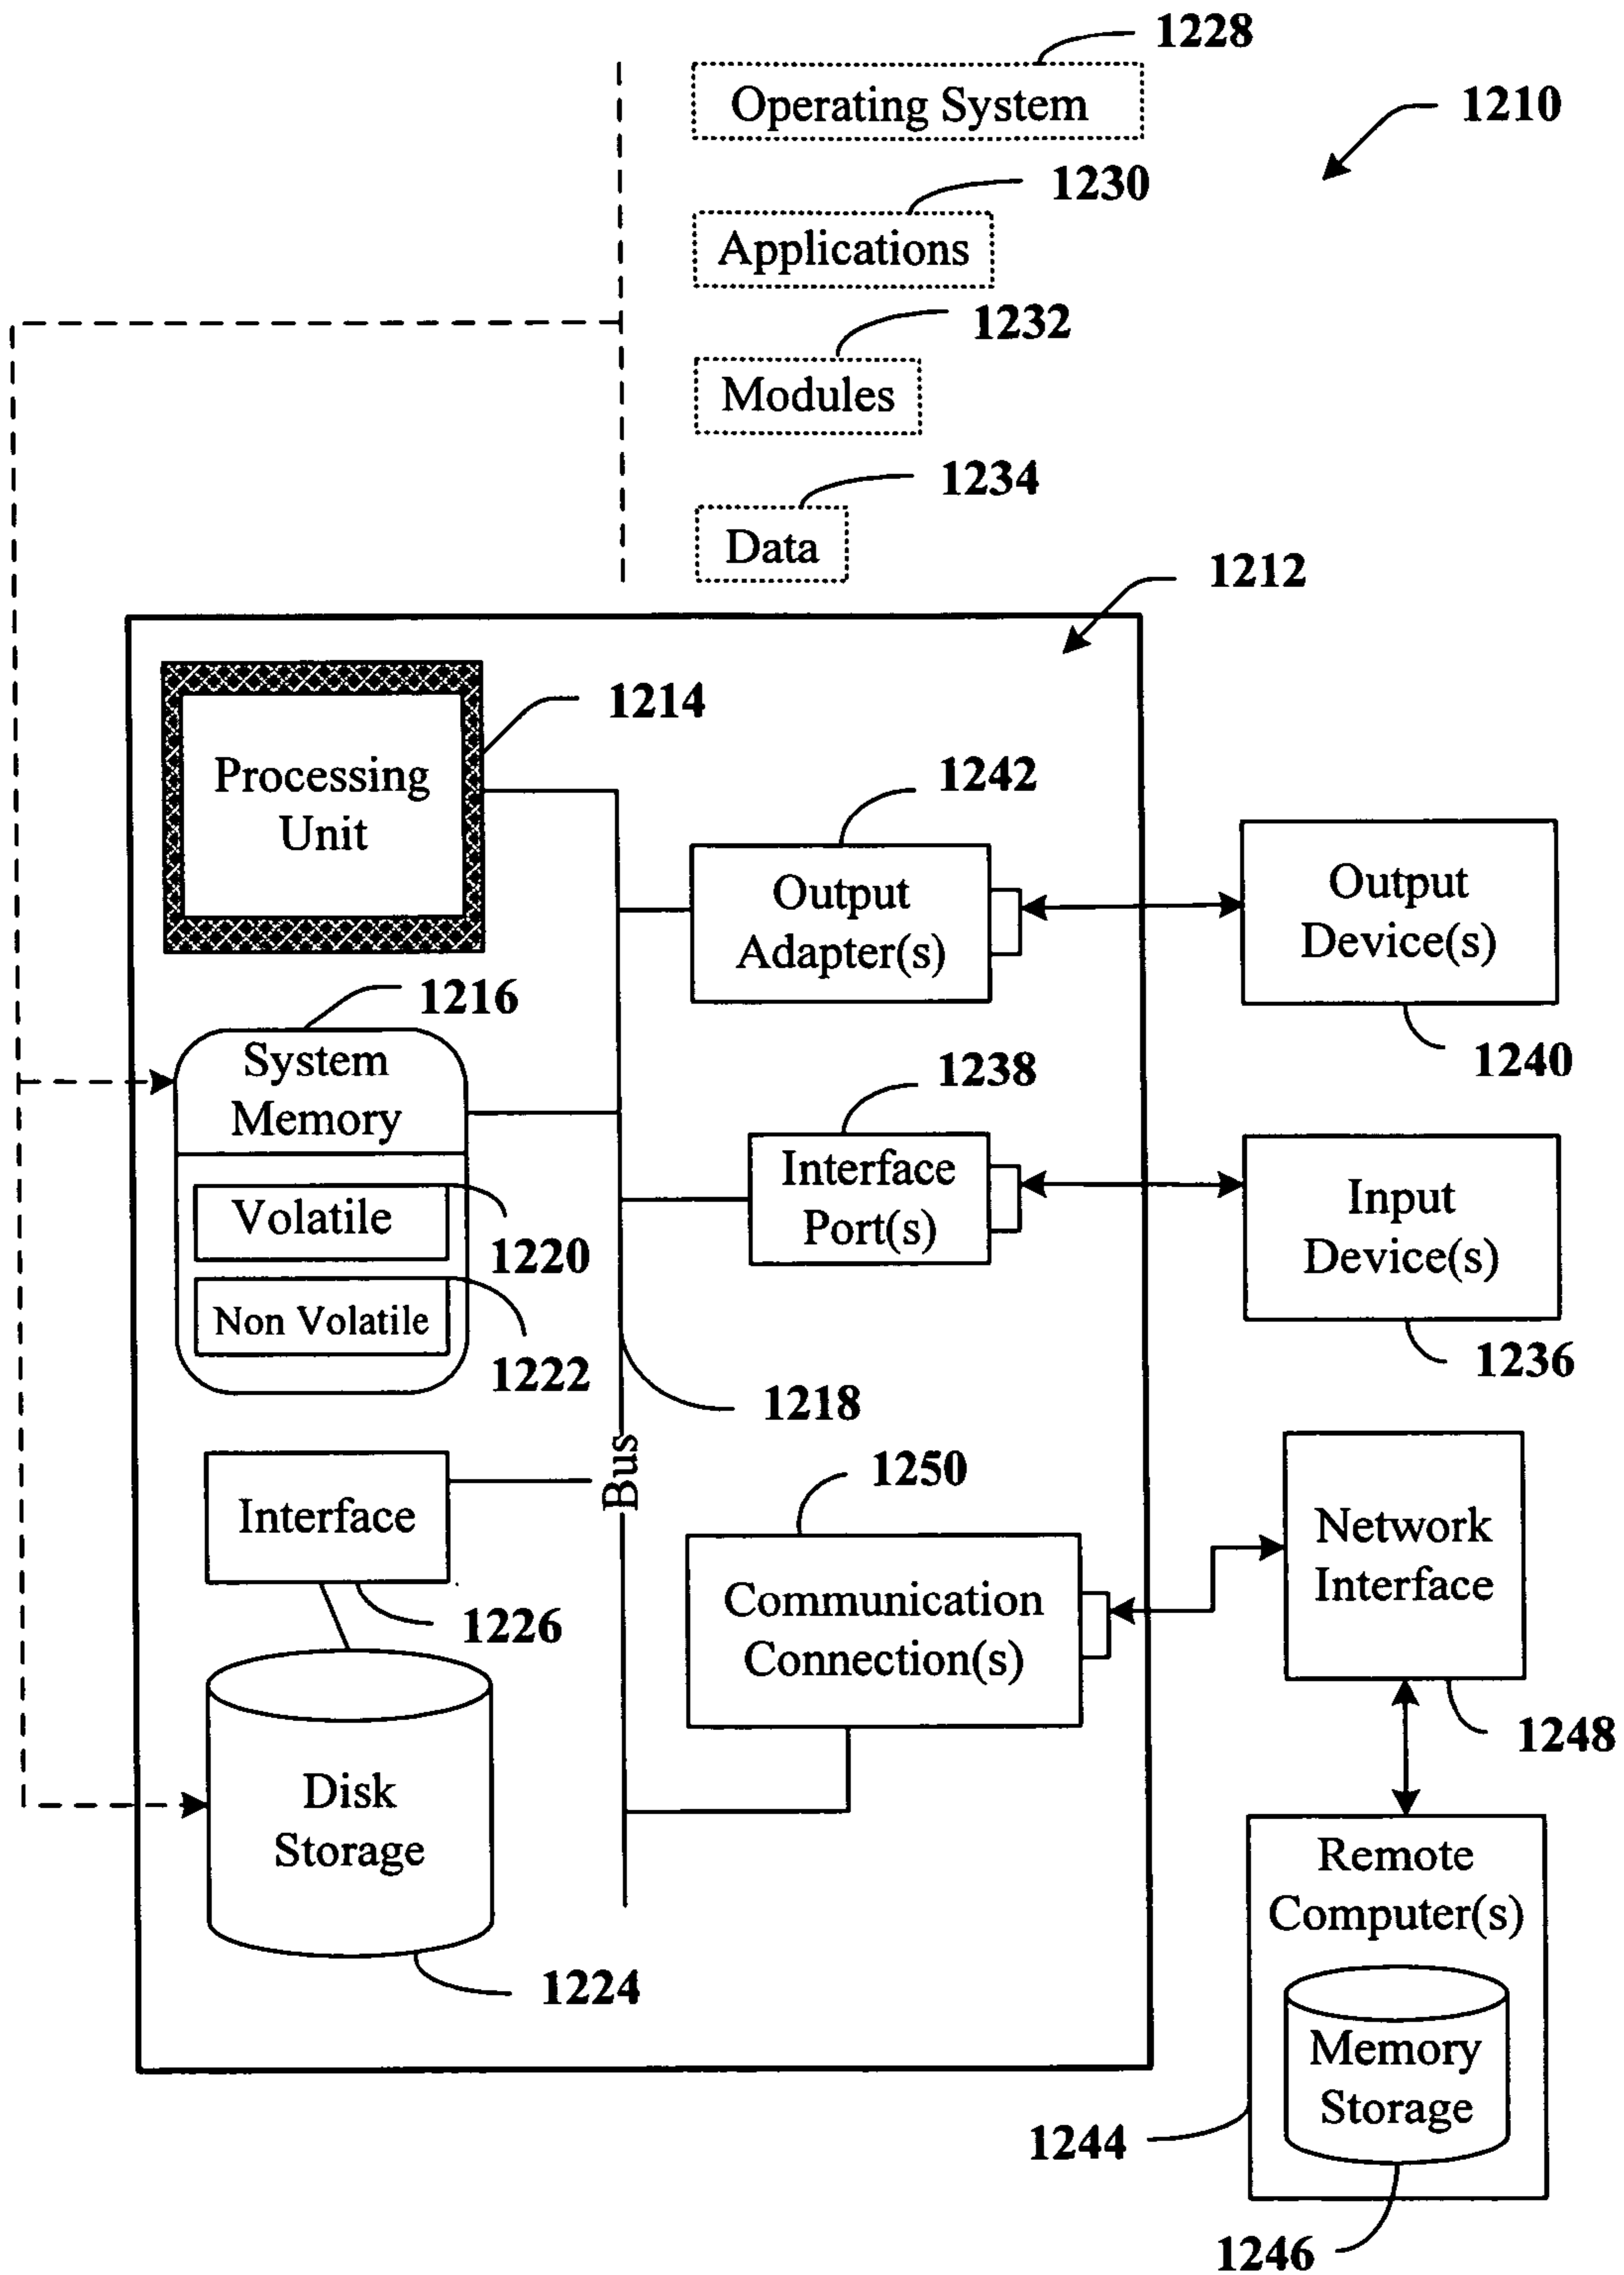 1228
Operating System
1210
1230
Applications
1232
Modules
1234
Data
1212
1214
Processing
Unit
1242
Output
Adapter(s)
Output
Device(s)
1240
1216
System
Memory
1238
Interface
Port(s)
Input
Device(s)
1236
Volatile
1220
Non Volatile
1222
1218
Bus
1250
Interface
1226
Communication
Connection(s)
Network
Interface
1248
Disk
Storage
1224
Remote
Computer(s)
Memory
Storage
1244
1246